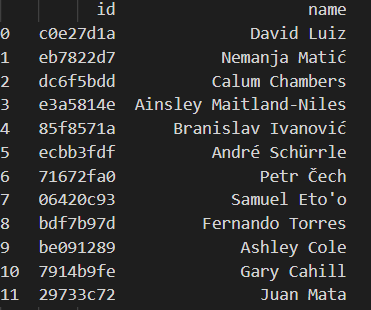 id name
0 c0e27d1a David Luiz
1 eb7822d7 Nemanja Matić
2 dc6f5bdd Calum Chambers
3 e3a5814e Ainsley Maitland-Niles
4 85f8571a Branislav Ivanović
5 ecbb3fdf André Schürrle
6 71672fa0 Petr Čech
7 06420c93 Samuel Eto'o
8 bdf7b97d Fernando Torres
9 be091289 Ashley Cole
10 7914b9fe Gary Cahill
11 29733c72 Juan Mata